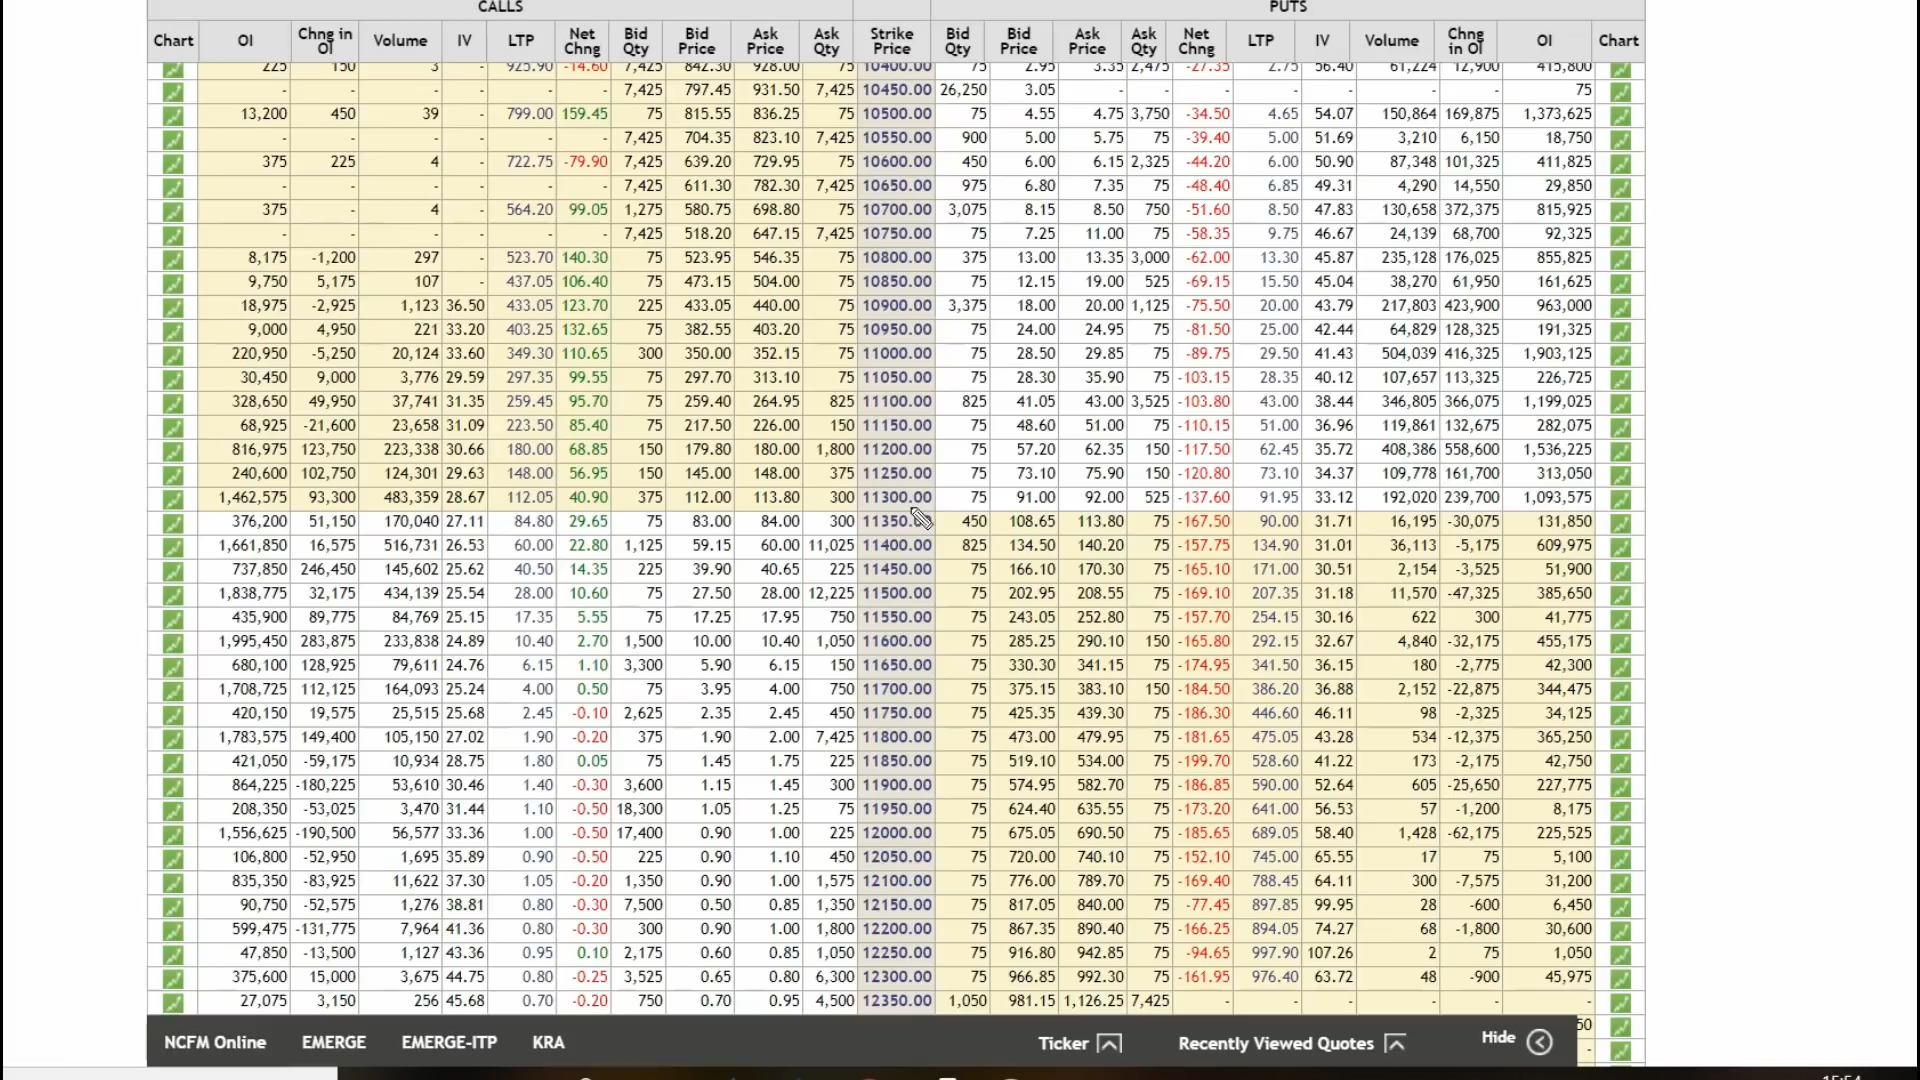 CALLS PUTS
Chart OI Chng in OI Volume IV LTP Net Chng Bid Qty Bid Price Ask Price Ask Qty Strike Price Bid Qty Bid Price Ask Price Ask Qty Net Chng LTP IV Volume Chng in OI OI Chart
225 150 3 - 925.90 -14.60 7,425 842.30 928.00 75 10400.00 75 2.95 3.35 2,475 -27.35 2.75 56.40 61,224 12,900 415,800
- - - - - - 7,425 797.45 931.50 7,425 10450.00 26,250 3.05 - - - - - - - 75
13,200 450 39 - 799.00 159.45 75 815.55 836.25 75 10500.00 75 4.55 4.75 3,750 -34.50 4.65 54.07 150,864 169,875 1,373,625
- - - - - - 7,425 704.35 823.10 7,425 10550.00 900 5.00 5.75 75 -39.40 5.00 51.69 3,210 6,150 18,750
375 225 4 - 722.75 -79.90 7,425 639.20 729.95 75 10600.00 450 6.00 6.15 2,325 -44.20 6.00 50.90 87,348 101,325 411,825
- - - - - - 7,425 611.30 782.30 7,425 10650.00 975 6.80 7.35 75 -48.40 6.85 49.31 4,290 14,550 29,850
375 - 4 - 564.20 99.05 1,275 580.75 698.80 75 10700.00 3,075 8.15 8.50 750 -51.60 8.50 47.83 130,658 372,375 815,925
- - - - - - 7,425 518.20 647.15 7,425 10750.00 75 7.25 11.00 75 -58.35 9.75 46.67 24,139 68,700 92,325
8,175 -1,200 297 - 523.70 140.30 75 523.95 546.35 75 10800.00 375 13.00 13.35 3,000 -62.00 13.30 45.87 235,128 176,025 855,825
9,750 5,175 107 - 437.05 106.40 75 473.15 504.00 75 10850.00 75 12.15 19.00 525 -69.15 15.50 45.04 38,270 61,950 161,625
18,975 -2,925 1,123 36.50 433.05 123.70 225 433.05 440.00 75 10900.00 3,375 18.00 20.00 1,125 -75.50 20.00 43.79 217,803 423,900 963,000
9,000 4,950 221 33.20 403.25 132.65 75 382.55 403.20 75 10950.00 75 24.00 24.95 75 -81.50 25.00 42.44 64,829 128,325 191,325
220,950 -5,250 20,124 33.60 349.30 110.65 300 350.00 352.15 75 11000.00 75 28.50 29.85 75 -89.75 29.50 41.43 504,039 416,325 1,903,125
30,450 9,000 3,776 29.59 297.35 99.55 75 297.70 313.10 75 11050.00 75 28.30 35.90 75 -103.15 28.35 40.12 107,657 113,325 226,725
328,650 49,950 37,741 31.35 259.45 95.70 75 259.40 264.95 825 11100.00 825 41.05 43.00 3,525 -103.80 43.00 38.44 346,805 366,075 1,199,025
68,925 -21,600 23,658 31.09 223.50 85.40 75 217.50 226.00 150 11150.00 75 48.60 51.00 75 -110.15 51.00 36.96 119,861 132,675 282,075
816,975 123,750 223,338 30.66 180.00 68.85 150 179.80 180.00 1,800 11200.00 75 57.20 62.35 150 -117.50 62.45 35.72 408,386 558,600 1,536,225
240,600 102,750 124,301 29.63 148.00 56.95 150 145.00 148.00 375 11250.00 75 73.10 75.90 150 -120.80 73.10 34.37 109,778 161,700 313,050
1,462,575 93,300 483,359 28.67 112.05 40.90 375 112.00 113.80 300 11300.00 75 91.00 92.00 525 -137.60 91.95 33.12 192,020 239,700 1,093,575
376,200 51,150 170,040 27.11 84.80 29.65 75 83.00 84.00 300 11350.00 450 108.65 113.80 75 -167.50 90.00 31.71 16,195 -30,075 131,850
1,661,850 16,575 516,731 26.53 60.00 22.80 1,125 59.15 60.00 11,025 11400.00 825 134.50 140.20 75 -157.75 134.90 31.01 36,113 -5,175 609,975
737,850 246,450 145,602 25.62 40.50 14.35 225 39.90 40.65 225 11450.00 75 166.10 170.30 75 -165.10 171.00 30.51 2,154 -3,525 51,900
1,838,775 32,175 434,139 25.54 28.00 10.60 75 27.50 28.00 12,225 11500.00 75 202.95 208.55 75 -169.10 207.35 31.18 11,570 -47,325 385,650
435,900 89,775 84,769 25.15 17.35 5.55 75 17.25 17.95 750 11550.00 75 243.05 252.80 75 -157.70 254.15 30.16 622 300 41,775
1,995,450 283,875 233,838 24.89 10.40 2.70 1,500 10.00 10.40 1,050 11600.00 75 285.25 290.10 150 -165.80 292.15 32.67 4,840 -32,175 455,175
680,100 128,925 79,611 24.76 6.15 1.10 3,300 5.90 6.15 150 11650.00 75 330.30 341.15 75 -174.95 341.50 36.15 180 -2,775 42,300
1,708,725 112,125 164,093 25.24 4.00 0.50 75 3.95 4.00 750 11700.00 75 375.15 383.10 150 -184.50 386.20 36.88 2,152 -22,875 344,475
420,150 19,575 25,515 25.68 2.45 -0.10 2,625 2.35 2.45 450 11750.00 75 425.35 439.30 75 -186.30 446.60 46.11 98 -2,325 34,125
1,783,575 149,400 105,150 27.02 1.90 -0.20 375 1.90 2.00 7,425 11800.00 75 473.00 479.95 75 -181.65 475.05 43.28 534 -12,375 365,250
421,050 -59,175 10,934 28.75 1.80 0.05 75 1.45 1.75 225 11850.00 75 519.10 534.00 75 -199.70 528.60 41.22 173 -2,175 42,750
864,225 -180,225 53,610 30.46 1.40 -0.30 3,600 1.15 1.45 300 11900.00 75 574.95 582.70 75 -186.85 590.00 52.64 605 -25,650 227,775
208,350 -53,025 3,470 31.44 1.10 -0.50 18,300 1.05 1.25 75 11950.00 75 624.40 635.55 75 -173.20 641.00 56.53 57 -1,200 8,175
1,556,625 -190,500 56,577 33.36 1.00 -0.50 17,400 0.90 1.00 225 12000.00 75 675.05 690.50 75 -185.65 689.05 58.40 1,428 -62,175 225,525
106,800 -52,950 1,695 35.89 0.90 -0.50 225 0.90 1.10 450 12050.00 75 720.00 740.10 75 -152.10 745.00 65.55 17 75 5,100
835,350 -83,925 11,622 37.30 1.05 -0.20 1,350 0.90 1.00 1,575 12100.00 75 776.00 789.70 75 -169.40 788.45 64.11 300 -7,575 31,200
90,750 -52,575 1,276 38.81 0.80 -0.30 7,500 0.50 0.85 1,350 12150.00 75 817.05 840.00 75 -77.45 897.85 99.95 28 -600 6,450
599,475 -131,775 7,964 41.36 0.80 -0.30 300 0.90 1.00 1,800 12200.00 75 867.35 890.40 75 -166.25 894.05 74.27 68 -1,800 30,600
47,850 -13,500 1,127 43.36 0.95 0.10 2,175 0.60 0.85 1,050 12250.00 75 916.80 942.85 75 -94.65 997.90 107.26 2 75 1,050
375,600 15,000 3,675 44.75 0.80 -0.25 3,525 0.65 0.80 6,300 12300.00 75 966.85 992.30 75 -161.95 976.40 63.72 48 -900 45,975
27,075 3,150 256 45.68 0.70 -0.20 750 0.70 0.95 4,500 12350.00 1,050 981.15 1,126.25 7,425 - - - - - -
50
-
NCFM Online EMERGE EMERGE-ITP KRA Ticker Recently Viewed Quotes Hide